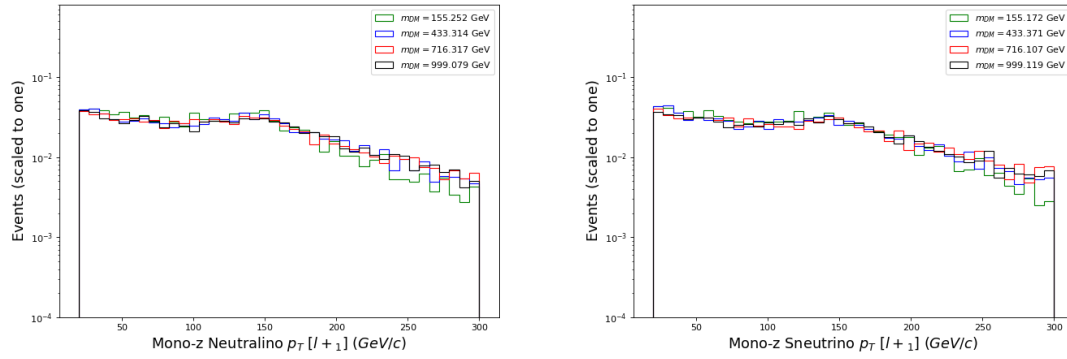 $m_{DM}$ = 155.252 GeV
$m_{DM}$ = 433.314 GeV
$m_{DM}$ = 716.317 GeV
$m_{DM}$ = 999.079 GeV
Events (scaled to one)
10⁻¹
10⁻²
10⁻³
10⁻⁴
50 100 150 200 250 300
Mono-z Neutralino $p_T$ [$l+_1$] (GeV/c)
$m_{DM}$ = 155.172 GeV
$m_{DM}$ = 433.371 GeV
$m_{DM}$ = 716.107 GeV
$m_{DM}$ = 999.119 GeV
Events (scaled to one)
10⁻¹
10⁻²
10⁻³
10⁻⁴
50 100 150 200 250 300
Mono-z Sneutrino $p_T$ [$l+_1$] (GeV/c)